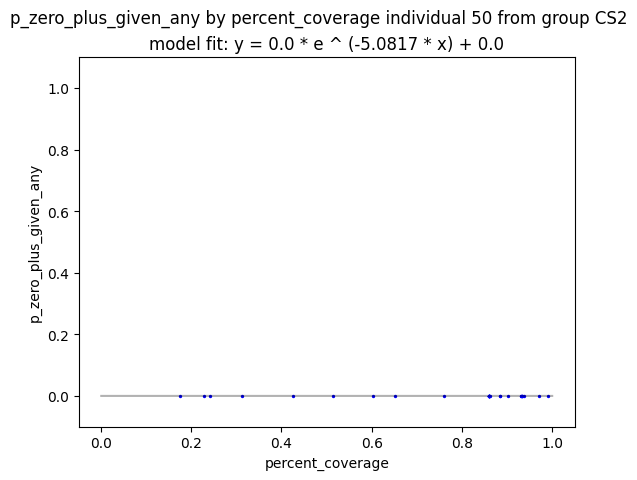 p_zero_plus_given_any by percent_coverage individual 50 from group CS2
model fit: y = 0.0 * e ^ (-5.0817 * x) + 0.0
1.0
0.8
0.6
0.4
0.2
0.0
p_zero_plus_given_any
0.0 0.2 0.4 0.6 0.8 1.0
percent_coverage